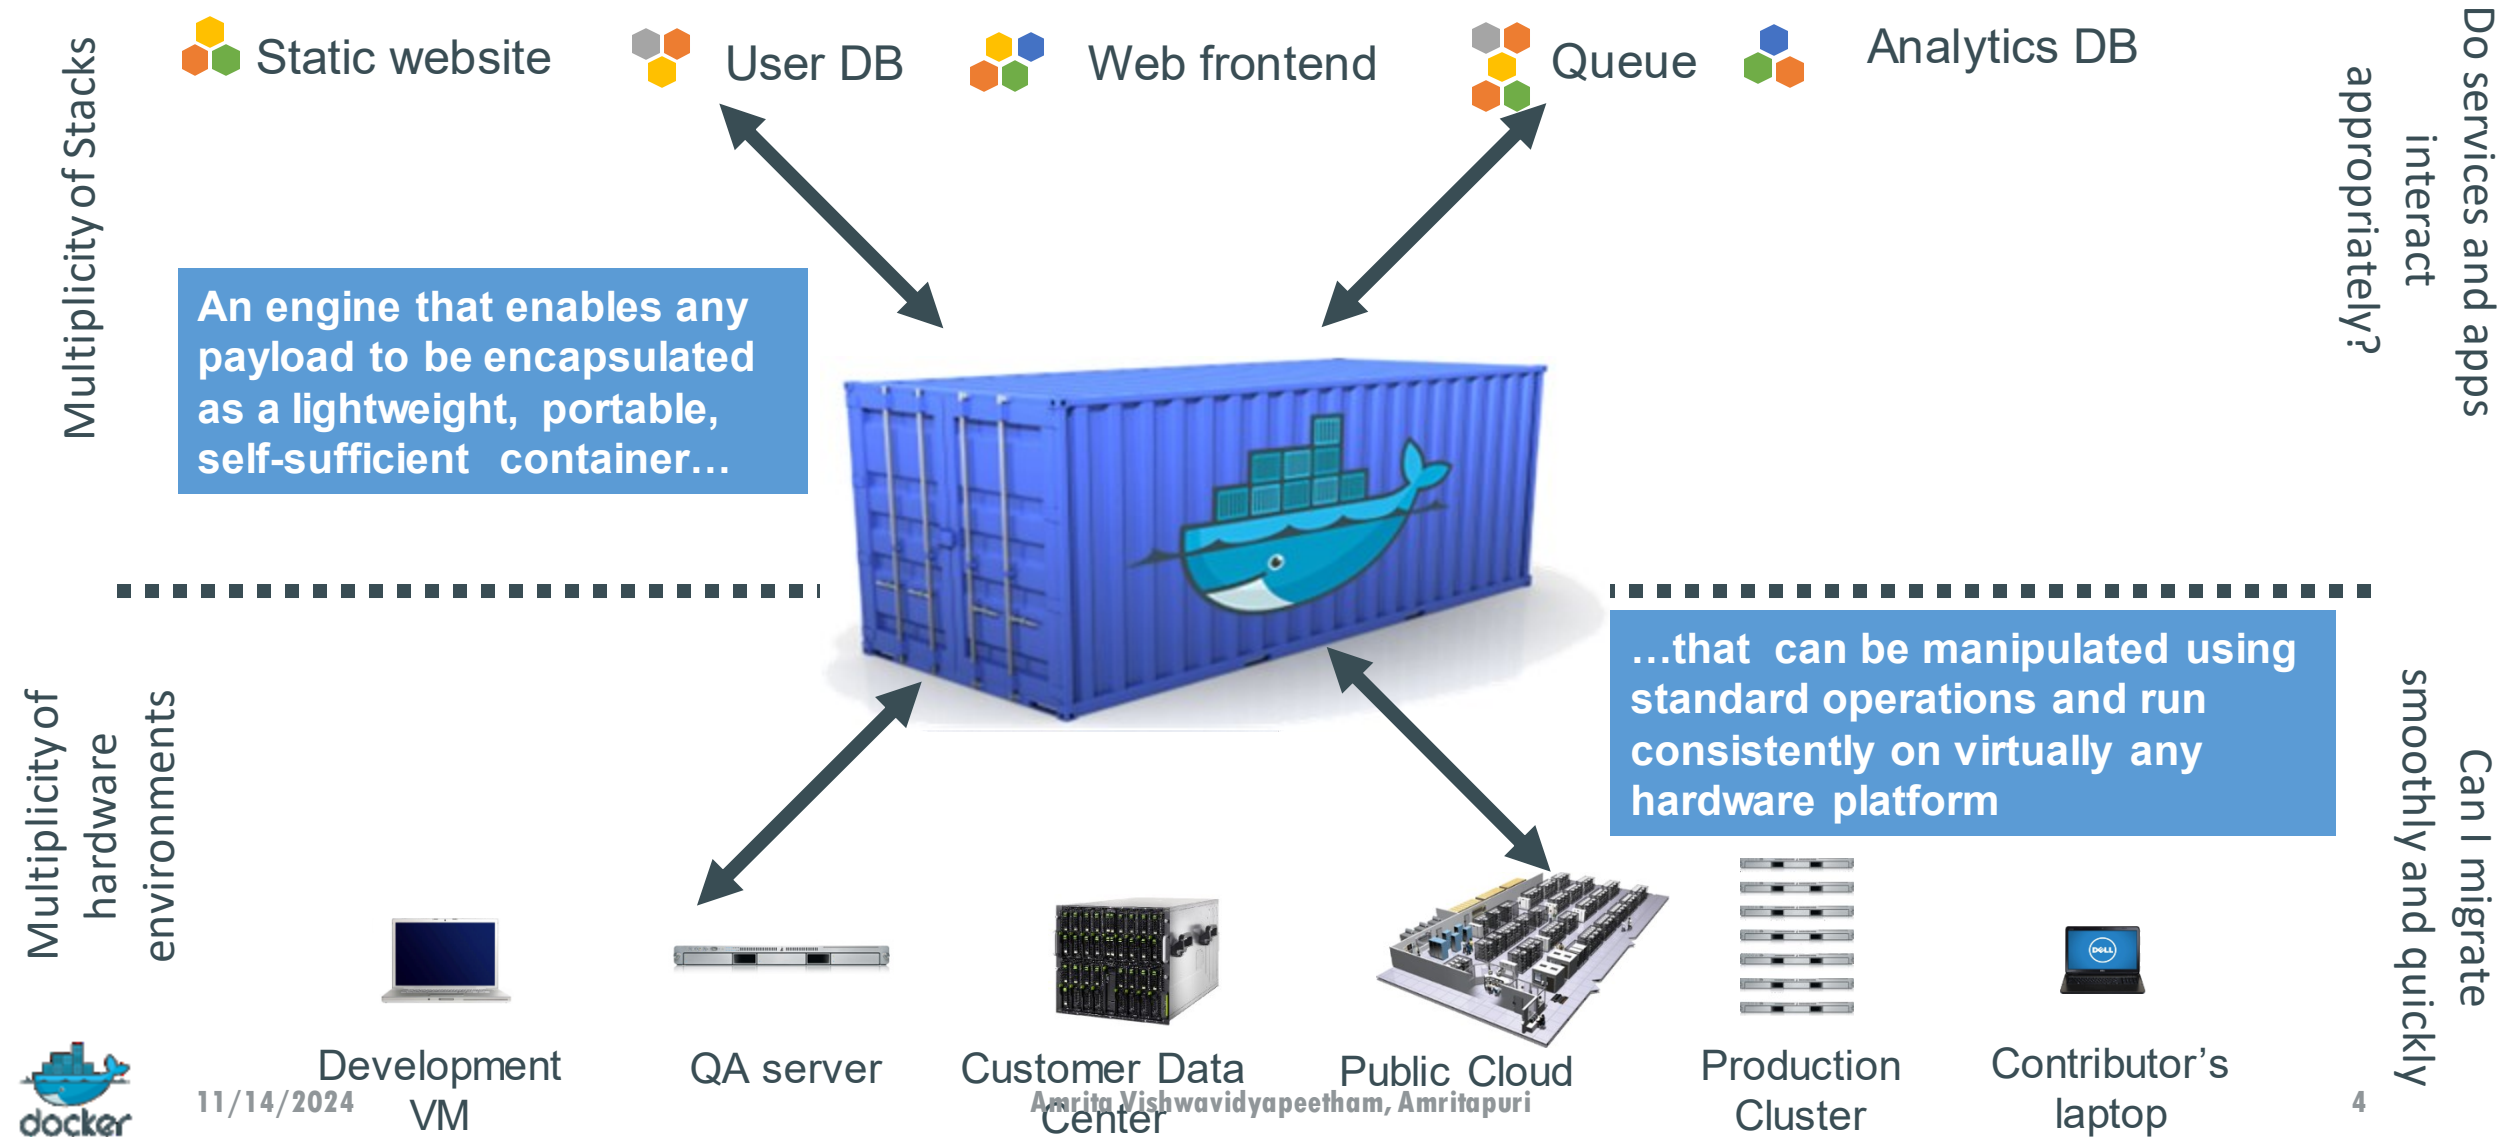 Static website
User DB
Web frontend
Queue
Analytics DB
Multiplicity of Stacks
Do services and apps
interact
appropriately?
An engine that enables any
payload to be encapsulated
as a lightweight, portable,
self-sufficient container…
…that can be manipulated using
standard operations and run
consistently on virtually any
hardware platform
Multiplicity of
hardware
environments
Can I migrate
smoothly and quickly
DELL
Development
VM
QA server
Customer Data
Center
Public Cloud
Production
Cluster
Contributor’s
laptop
docker
11/14/2024
Amrita Vishwavidyapeetham, Amritapuri
4